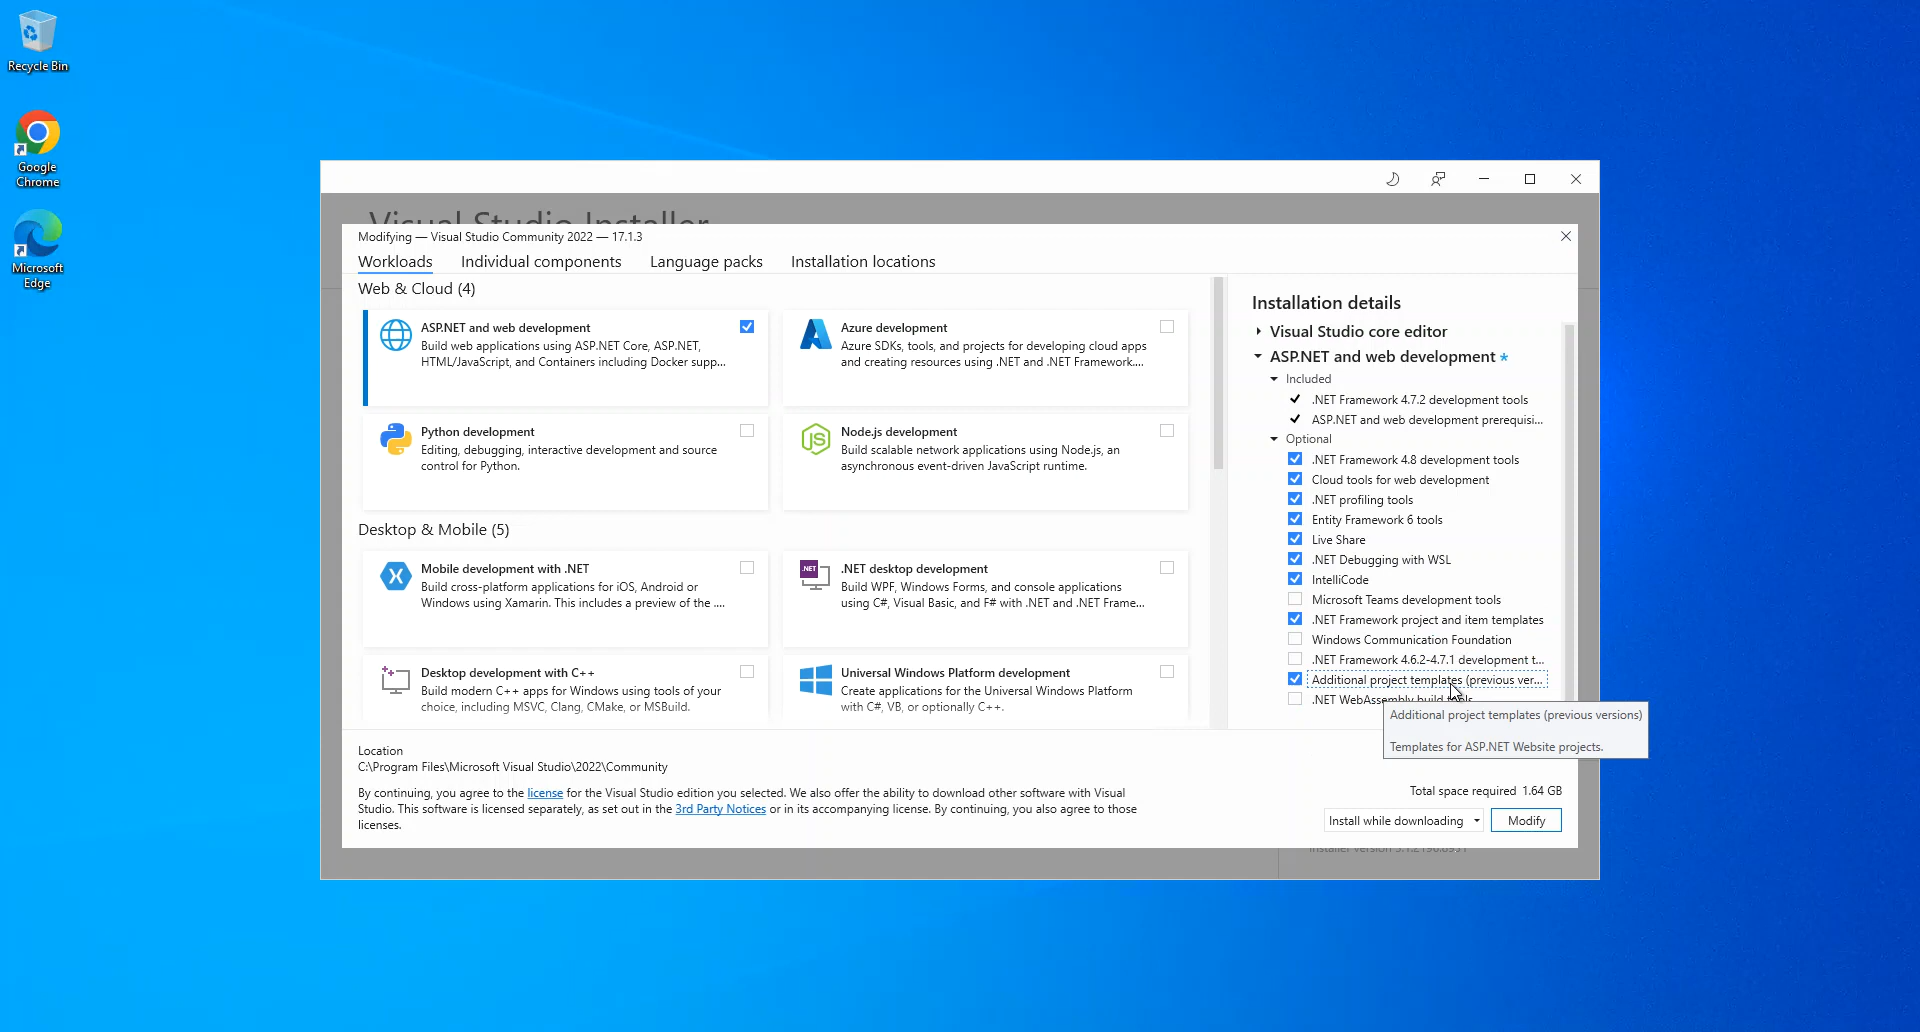 Recycle Bin
Google
Chrome
Microsoft
Edge
Visual Studio Installer
Modifying — Visual Studio Community 2022 — 17.1.3
Workloads
Individual components
Language packs
Installation locations
Web & Cloud (4)
ASP.NET and web development
Build web applications using ASP.NET Core, ASP.NET,
HTML/JavaScript, and Containers including Docker supp...
Azure development
Azure SDKs, tools, and projects for developing cloud apps
and creating resources using .NET and .NET Framework....
Python development
Editing, debugging, interactive development and source
control for Python.
Node.js development
Build scalable network applications using Node.js, an
asynchronous event-driven JavaScript runtime.
Desktop & Mobile (5)
Mobile development with .NET
Build cross-platform applications for iOS, Android or
Windows using Xamarin. This includes a preview of the ....
.NET desktop development
Build WPF, Windows Forms, and console applications
using C#, Visual Basic, and F# with .NET and .NET Frame...
Desktop development with C++
Build modern C++ apps for Windows using tools of your
choice, including MSVC, Clang, CMake, or MSBuild.
Universal Windows Platform development
Create applications for the Universal Windows Platform
with C#, VB, or optionally C++.
Installation details
Visual Studio core editor
ASP.NET and web development *
Included
.NET Framework 4.7.2 development tools
ASP.NET and web development prerequisi...
Optional
.NET Framework 4.8 development tools
Cloud tools for web development
.NET profiling tools
Entity Framework 6 tools
Live Share
.NET Debugging with WSL
IntelliCode
Microsoft Teams development tools
.NET Framework project and item templates
Windows Communication Foundation
.NET Framework 4.6.2-4.7.1 development t...
Additional project templates (previous ver...
.NET WebAssembly build tools
Additional project templates (previous versions)
Templates for ASP.NET Website projects.
Location
C:\Program Files\Microsoft Visual Studio\2022\Community
By continuing, you agree to the license for the Visual Studio edition you selected. We also offer the ability to download other software with Visual
Studio. This software is licensed separately, as set out in the 3rd Party Notices or in its accompanying license. By continuing, you also agree to those
licenses.
Total space required 1.64 GB
Install while downloading
Modify
Installer version